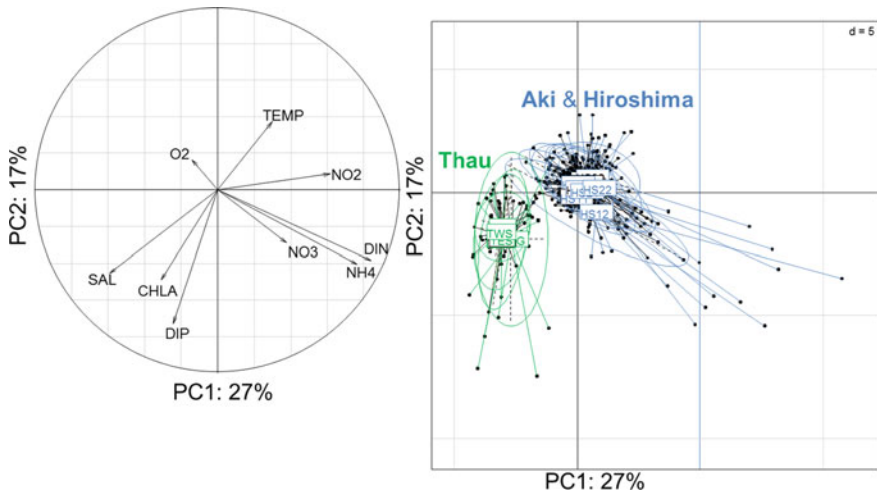 TEMP
O2
NO2
NO3
DIN
NH4
SAL
CHLA
DIP
PC2: 17%
PC1: 27%
d = 5
Aki & Hiroshima
Thau
HS22
HS12
TWS
PC2: 17%
PC1: 27%